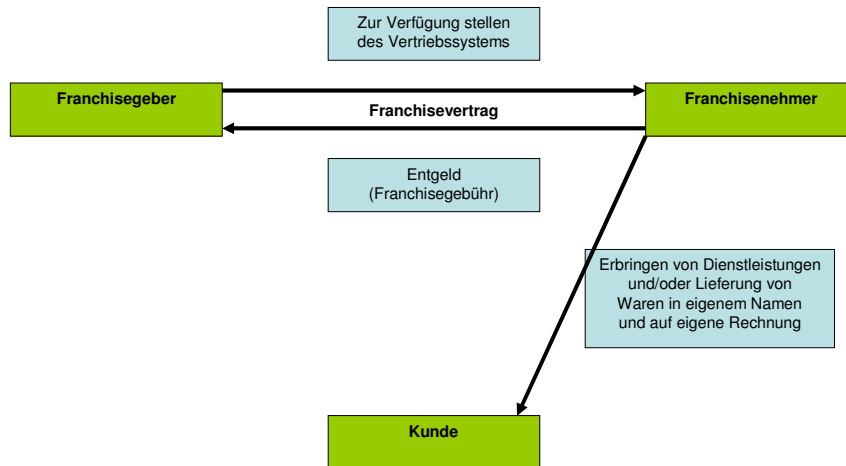 Zur Verfügung stellen
des Vertriebssystems
Franchisegeber
Franchisenehmer
Franchisevertrag
Entgeld
(Franchisegebühr)
Erbringen von Dienstleistungen
und/oder Lieferung von
Waren in eigenem Namen
und auf eigene Rechnung
Kunde